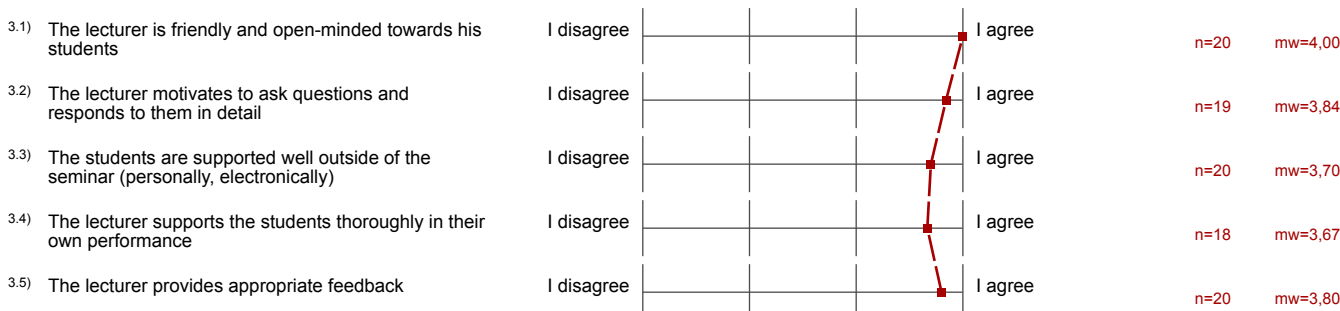 3.1) The lecturer is friendly and open-minded towards his I disagree I agree n=20 mw=4,00
students
3.2) The lecturer motivates to ask questions and I disagree I agree n=19 mw=3,84
responds to them in detail
3.3) The students are supported well outside of the I disagree I agree n=20 mw=3,70
seminar (personally, electronically)
3.4) The lecturer supports the students thoroughly in their I disagree I agree n=18 mw=3,67
own performance
3.5) The lecturer provides appropriate feedback I disagree I agree n=20 mw=3,80